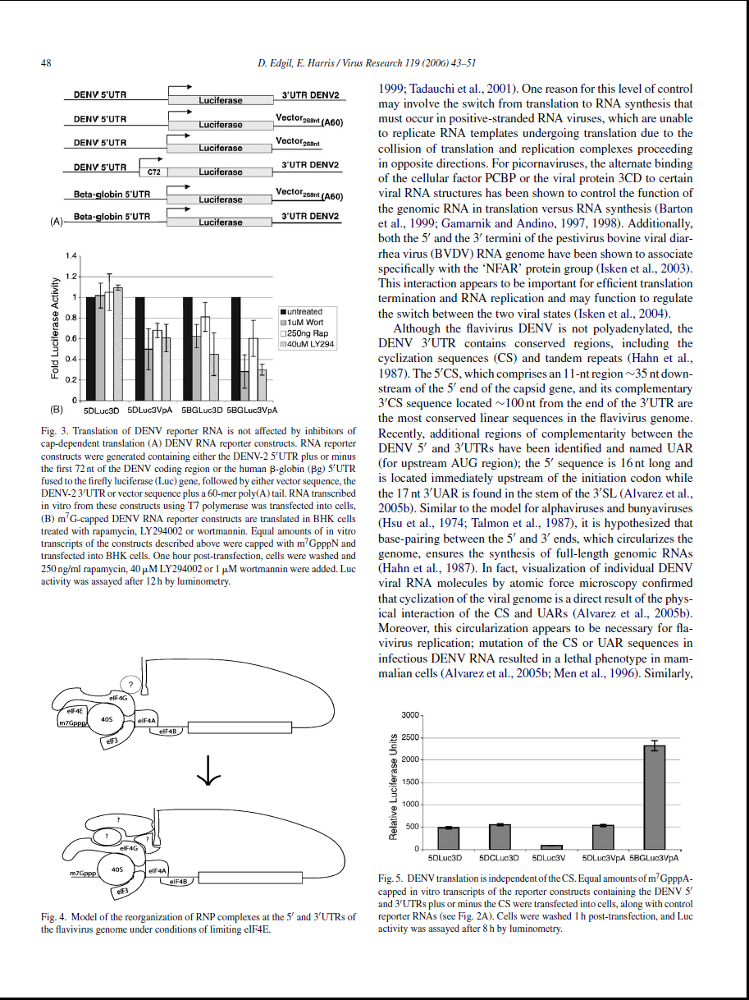 48
D. Edgil, E. Harris / Virus Research 119 (2006) 43–51
DENV 5'UTR
Luciferase
3'UTR DENV2
DENV 5'UTR
Luciferase
Vector268nt (A60)
DENV 5'UTR
Luciferase
Vector268nt
DENV 5'UTR
C72
Luciferase
3'UTR DENV2
Beta-globin 5'UTR
Luciferase
Vector268nt (A60)
(A)
Beta-globin 5'UTR
Luciferase
3'UTR DENV2
Fold Luciferase Activity
1.4
1.2
1
0.8
0.6
0.4
0.2
0
untreated
1uM Wort
250ng Rap
40uM LY294
(B)
5DLuc3D 5DLuc3VpA 5BGLuc3D 5BGLuc3VpA
Fig. 3. Translation of DENV reporter RNA is not affected by inhibitors of
cap-dependent translation (A) DENV RNA reporter constructs. RNA reporter
constructs were generated containing either the DENV-2 5′UTR plus or minus
the first 72 nt of the DENV coding region or the human β-globin (βg) 5′UTR
fused to the firefly luciferase (Luc) gene, followed by either vector sequence, the
DENV-2 3′UTR or vector sequence plus a 60-mer poly(A) tail. RNA transcribed
in vitro from these constructs using T7 polymerase was transfected into cells,
(B) m7G-capped DENV RNA reporter constructs are translated in BHK cells
treated with rapamycin, LY294002 or wortmannin. Equal amounts of in vitro
transcripts of the constructs described above were capped with m7GpppN and
transfected into BHK cells. One hour post-transfection, cells were washed and
250 ng/ml rapamycin, 40 μM LY294002 or 1 μM wortmannin were added. Luc
activity was assayed after 12 h by luminometry.
?
eIF4G
eIF4E
m7Gppp
40S
eIF4A
eIF4B
eIF3
?
?
?
eIF4G
m7Gppp
40S
eIF4A
eIF4B
eIF3
Fig. 4. Model of the reorganization of RNP complexes at the 5′ and 3′UTRs of
the flavivirus genome under conditions of limiting eIF4E.
1999; Tadauchi et al., 2001). One reason for this level of control
may involve the switch from translation to RNA synthesis that
must occur in positive-stranded RNA viruses, which are unable
to replicate RNA templates undergoing translation due to the
collision of translation and replication complexes proceeding
in opposite directions. For picornaviruses, the alternate binding
of the cellular factor PCBP or the viral protein 3CD to certain
viral RNA structures has been shown to control the function of
the genomic RNA in translation versus RNA synthesis (Barton
et al., 1999; Gamarnik and Andino, 1997, 1998). Additionally,
both the 5′ and the 3′ termini of the pestivirus bovine viral diar-
rhea virus (BVDV) RNA genome have been shown to associate
specifically with the ‘NFAR’ protein group (Isken et al., 2003).
This interaction appears to be important for efficient translation
termination and RNA replication and may function to regulate
the switch between the two viral states (Isken et al., 2004).
Although the flavivirus DENV is not polyadenylated, the
DENV 3′UTR contains conserved regions, including the
cyclization sequences (CS) and tandem repeats (Hahn et al.,
1987). The 5′CS, which comprises an 11-nt region ∼35 nt down-
stream of the 5′ end of the capsid gene, and its complementary
3′CS sequence located ∼100 nt from the end of the 3′UTR are
the most conserved linear sequences in the flavivirus genome.
Recently, additional regions of complementarity between the
DENV 5′ and 3′UTRs have been identified and named UAR
(for upstream AUG region); the 5′ sequence is 16 nt long and
is located immediately upstream of the initiation codon while
the 17 nt 3′UAR is found in the stem of the 3′SL (Alvarez et al.,
2005b). Similar to the model for alphaviruses and bunyaviruses
(Hsu et al., 1974; Talmon et al., 1987), it is hypothesized that
base-pairing between the 5′ and 3′ ends, which circularizes the
genome, ensures the synthesis of full-length genomic RNAs
(Hahn et al., 1987). In fact, visualization of individual DENV
viral RNA molecules by atomic force microscopy confirmed
that cyclization of the viral genome is a direct result of the phys-
ical interaction of the CS and UARs (Alvarez et al., 2005b).
Moreover, this circularization appears to be necessary for fla-
vivirus replication; mutation of the CS or UAR sequences in
infectious DENV RNA resulted in a lethal phenotype in mam-
malian cells (Alvarez et al., 2005b; Men et al., 1996). Similarly,
Relative Luciferase Units
3000
2500
2000
1500
1000
500
0
5DLuc3D 5DCLuc3D 5DLuc3V 5DLuc3VpA 5BGLuc3VpA
Fig. 5. DENV translation is independent of the CS. Equal amounts of m7GpppA-
capped in vitro transcripts of the reporter constructs containing the DENV 5′
and 3′UTRs plus or minus the CS were transfected into cells, along with control
reporter RNAs (see Fig. 2A). Cells were washed 1 h post-transfection, and Luc
activity was assayed after 8 h by luminometry.